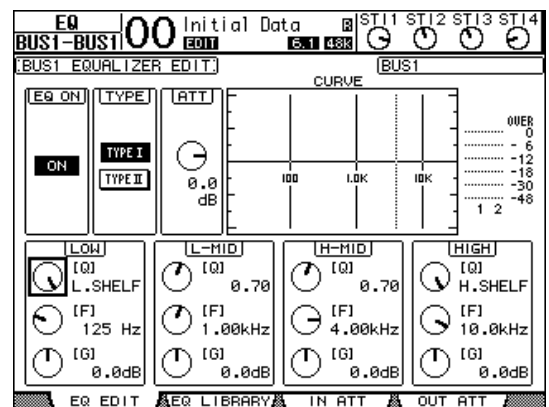 EQ
BUS1-BUS1
00 Initial Data
EDIT 6.1 48K
STI1 STI2 STI3 STI4
BUS1 EQUALIZER EDIT
BUS1
EQ ON
TYPE
ATT
CURVE
ON
TYPE I
TYPE II
0.0
dB
100 1.0K 10K
OVER
0
-6
-12
-18
-30
-48
1 2
LOW
[Q]
L.SHELF
[F]
125 Hz
[G]
0.0dB
L-MID
[Q]
0.70
[F]
1.00kHz
[G]
0.0dB
H-MID
[Q]
0.70
[F]
4.00kHz
[G]
0.0dB
HIGH
[Q]
H.SHELF
[F]
10.0kHz
[G]
0.0dB
EQ EDIT EQ LIBRARY IN ATT OUT ATT